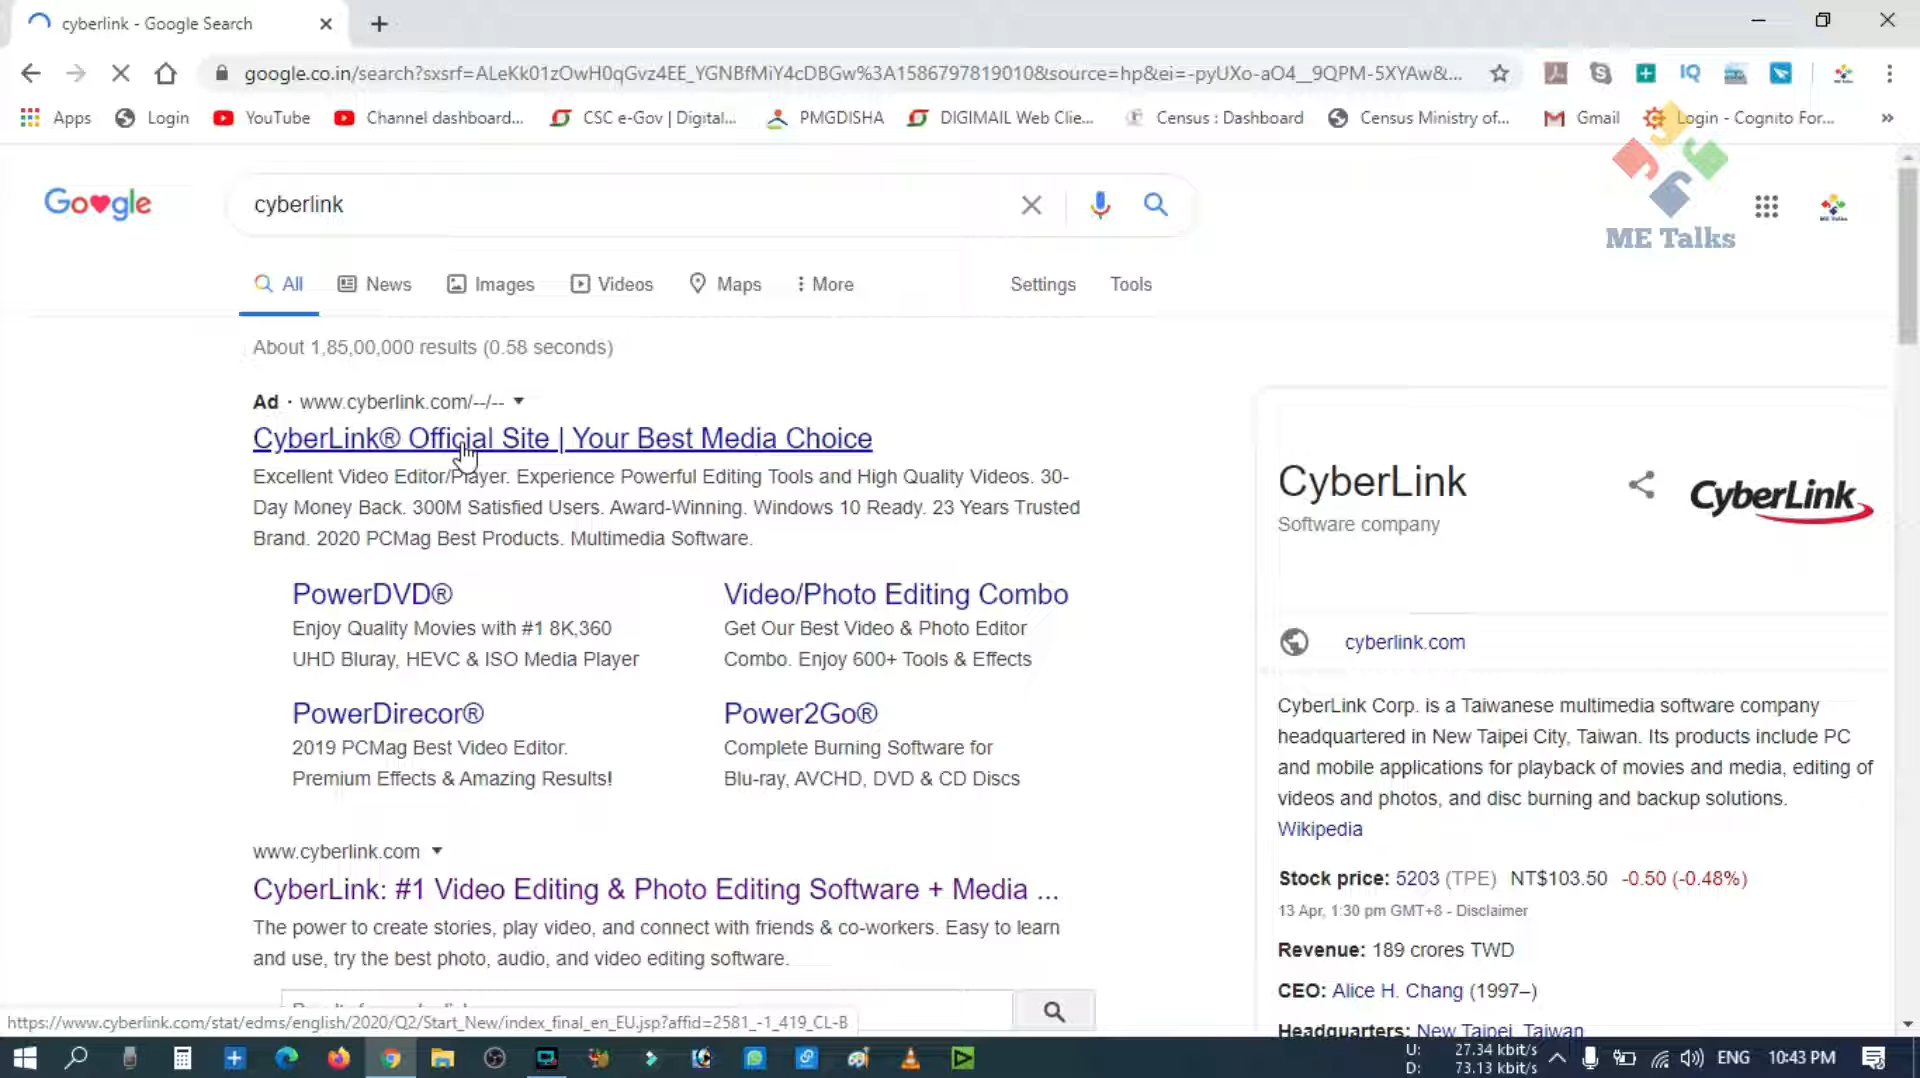 cyberlink - Google Search
google.co.in/search?sxsrf=ALeKk01zOwH0qGvz4EE_YGNBfMiY4cDBGw%3A1586797819010&source=hp&ei=-pyUXo-aO4__9QPM-5XYAw&...
Apps Login YouTube Channel dashboard... CSC e-Gov | Digital... PMGDISHA DIGIMAIL Web Clie... Census : Dashboard Census Ministry of... Gmail Login - Cognito For... »
Google
cyberlink
ME Talks
All News Images Videos Maps More Settings Tools
About 1,85,00,000 results (0.58 seconds)
Ad · www.cyberlink.com/--/--
CyberLink® Official Site | Your Best Media Choice
Excellent Video Editor/Player. Experience Powerful Editing Tools and High Quality Videos. 30-
Day Money Back. 300M Satisfied Users. Award-Winning. Windows 10 Ready. 23 Years Trusted
Brand. 2020 PCMag Best Products. Multimedia Software.
PowerDVD®
Enjoy Quality Movies with #1 8K,360
UHD Bluray, HEVC & ISO Media Player
Video/Photo Editing Combo
Get Our Best Video & Photo Editor
Combo. Enjoy 600+ Tools & Effects
PowerDirecor®
2019 PCMag Best Video Editor.
Premium Effects & Amazing Results!
Power2Go®
Complete Burning Software for
Blu-ray, AVCHD, DVD & CD Discs
www.cyberlink.com
CyberLink: #1 Video Editing & Photo Editing Software + Media ...
The power to create stories, play video, and connect with friends & co-workers. Easy to learn
and use, try the best photo, audio, and video editing software.
CyberLink
Software company
CyberLink
cyberlink.com
CyberLink Corp. is a Taiwanese multimedia software company
headquartered in New Taipei City, Taiwan. Its products include PC
and mobile applications for playback of movies and media, editing of
videos and photos, and disc burning and backup solutions.
Wikipedia
Stock price: 5203 (TPE) NT$103.50 -0.50 (-0.48%)
13 Apr, 1:30 pm GMT+8 - Disclaimer
Revenue: 189 crores TWD
CEO: Alice H. Chang (1997–)
Headquarters: New Taipei, Taiwan
https://www.cyberlink.com/stat/edms/english/2020/Q2/Start_New/index_final_en_EU.jsp?affid=2581_-1_419_CL-B
U: 27.34 kbit/s
D: 73.13 kbit/s
ENG 10:43 PM